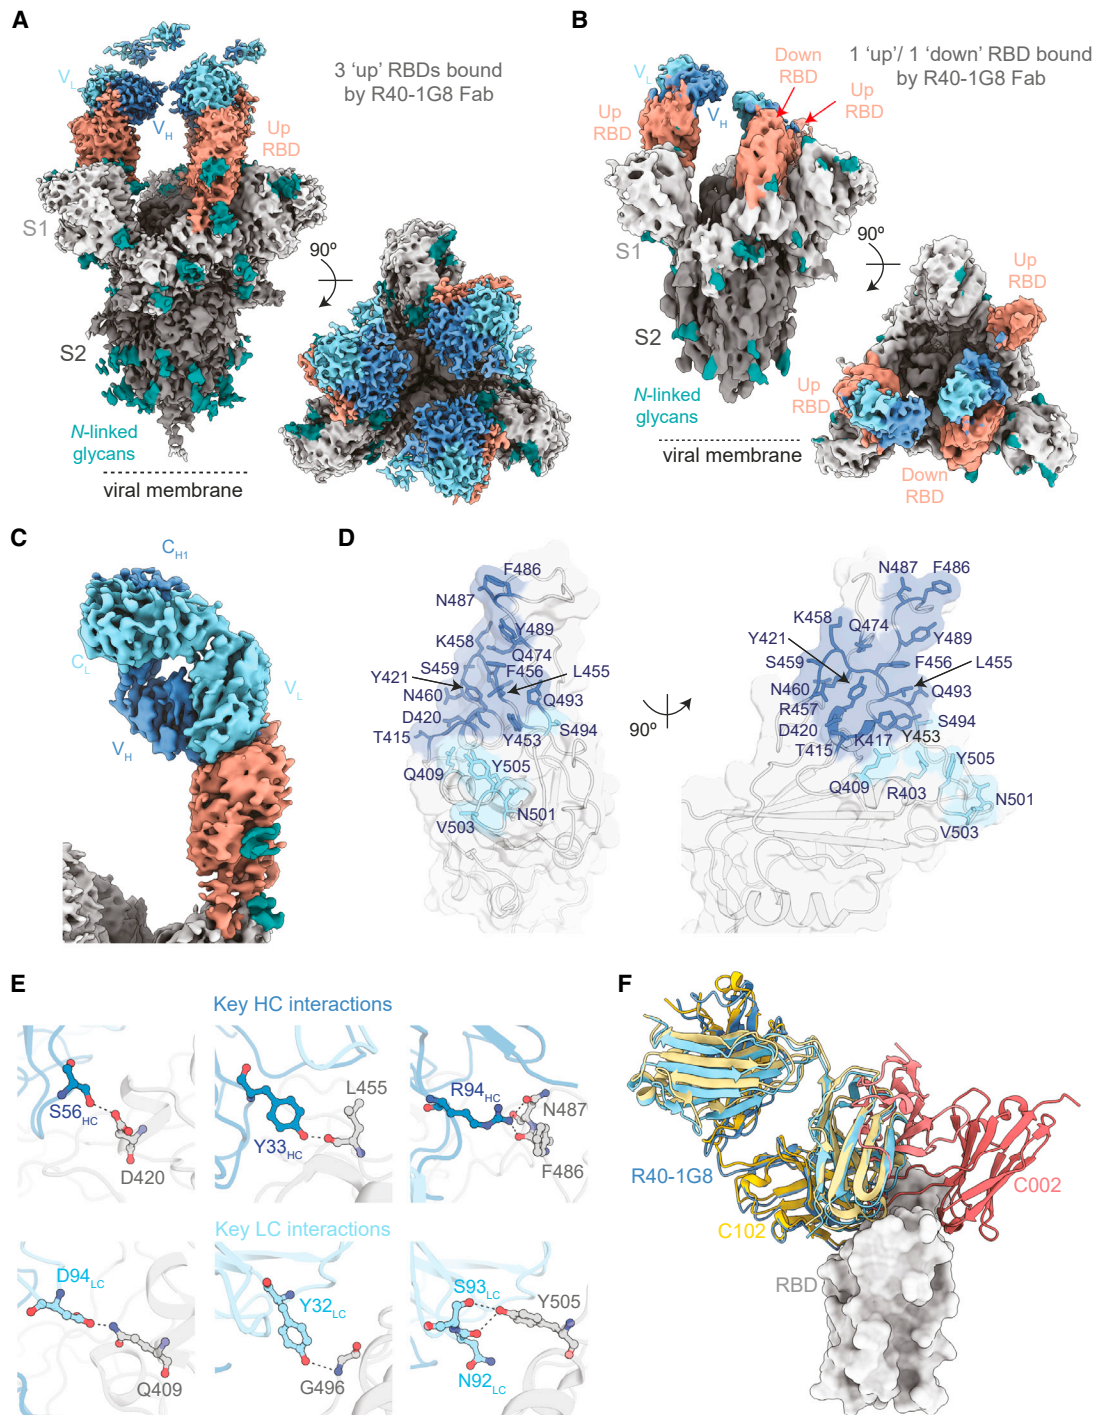 A
3 ‘up’ RBDs bound
by R40-1G8 Fab
VL
VH
Up
RBD
S1
90º
S2
N-linked
glycans
viral membrane
B
1 ‘up’/ 1 ‘down’ RBD bound
by R40-1G8 Fab
Down
RBD
VL
VH
Up
RBD
Up
RBD
S1
90º
S2
Up
RBD
Up
RBD
N-linked
glycans
viral membrane
Down
RBD
C
CH1
CL
VL
VH
D
F486
N487
K458
Y489
Q474
Y421
S459
F456
L455
N460
Q493
D420
S494
T415
Y453
Q409
Y505
N501
V503
90º
N487
F486
K458
Q474
Y421
Y489
S459
F456
L455
N460
Q493
R457
D420
S494
T415
K417
Y453
Y505
Q409
R403
N501
V503
E
Key HC interactions
S56HC
D420
L455
Y33HC
R94HC
N487
F486
Key LC interactions
D94LC
Q409
Y32LC
G496
S93LC
Y505
N92LC
F
R40-1G8
C002
C102
RBD